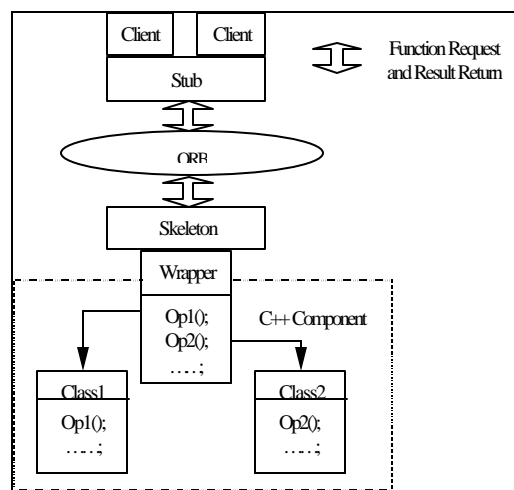 Client Client
Function Request
and Result Return
Stub
ORB
Skeleton
Wrapper
Op1();
Op2();
......;
C++ Component
Class1
Op1();
......;
Class2
Op2();
......;